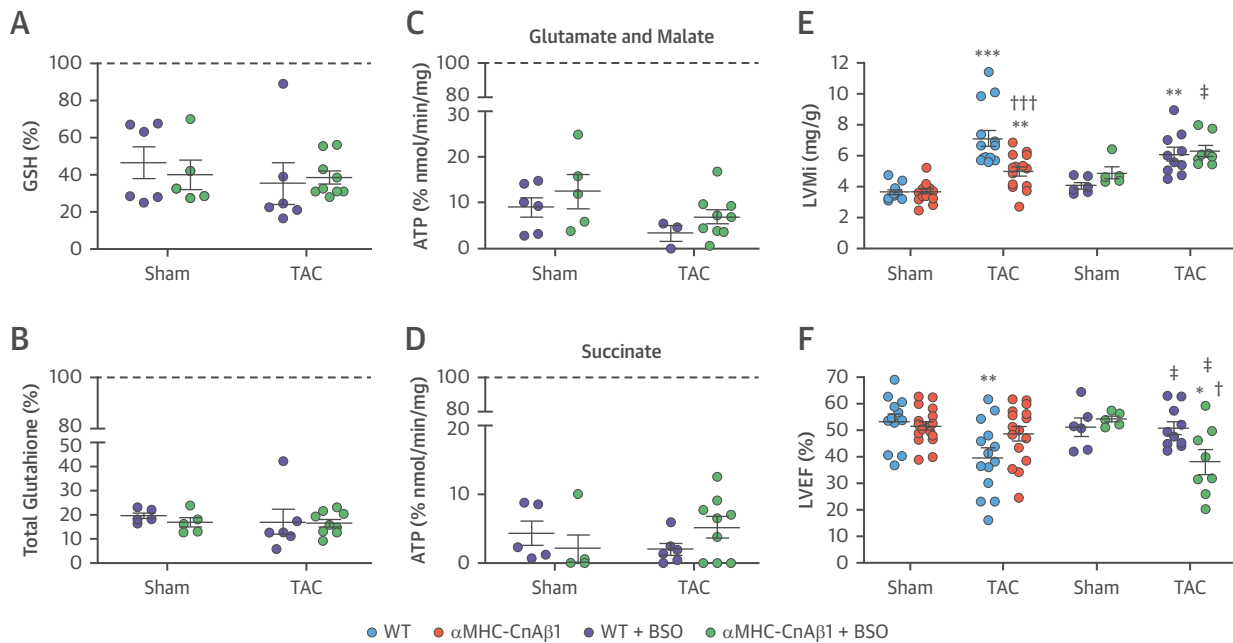 A
GSH (%)
100
80
60
40
20
0
Sham
TAC
C
Glutamate and Malate
ATP (% nmol/min/mg)
100
30
20
10
0
Sham
TAC
E
LVMi (mg/g)
12
10
8
6
4
2
0
***
†††
**
**
‡
Sham
TAC
Sham
TAC
B
Total Glutathione (%)
100
50
40
30
20
10
0
Sham
TAC
D
Succinate
ATP (% nmol/min/mg)
100
20
10
0
Sham
TAC
F
LVEF (%)
70
60
50
40
30
20
10
0
**
‡
‡
* †
Sham
TAC
Sham
TAC
WT αMHC-CnAβ1 WT + BSO αMHC-CnAβ1 + BSO